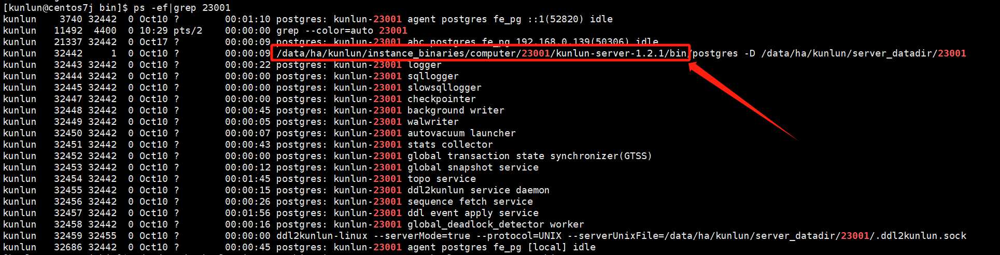 [kunlun@centos7j bin]$ ps -ef|grep 23001
kunlun    3740 32442  0 Oct10 ?        00:01:10 postgres: kunlun-23001 agent postgres fe_pg ::1(52820) idle
kunlun   11492  4400  0 10:29 pts/2    00:00:00 grep --color=auto 23001
kunlun   21337 32442  0 Oct17 ?        00:00:09 postgres: kunlun-23001 abc postgres fe_pg 192.168.0.139(50306) idle
kunlun   32442     1  0 Oct10 ?        00:00:09 /data/ha/kunlun/instance_binaries/computer/23001/kunlun-server-1.2.1/bin/postgres -D /data/ha/kunlun/server_datadir/23001
kunlun   32443 32442  0 Oct10 ?        00:00:22 postgres: kunlun-23001 logger
kunlun   32444 32442  0 Oct10 ?        00:00:00 postgres: kunlun-23001 sqllogger
kunlun   32445 32442  0 Oct10 ?        00:00:00 postgres: kunlun-23001 slowsqllogger
kunlun   32447 32442  0 Oct10 ?        00:00:00 postgres: kunlun-23001 checkpointer
kunlun   32448 32442  0 Oct10 ?        00:00:45 postgres: kunlun-23001 background writer
kunlun   32449 32442  0 Oct10 ?        00:00:05 postgres: kunlun-23001 walwriter
kunlun   32450 32442  0 Oct10 ?        00:00:07 postgres: kunlun-23001 autovacuum launcher
kunlun   32451 32442  0 Oct10 ?        00:00:43 postgres: kunlun-23001 stats collector
kunlun   32452 32442  0 Oct10 ?        00:00:00 postgres: kunlun-23001 global transaction state synchronizer(GTSS)
kunlun   32453 32442  0 Oct10 ?        00:00:12 postgres: kunlun-23001 global snapshot service
kunlun   32454 32442  0 Oct10 ?        00:01:45 postgres: kunlun-23001 topo service
kunlun   32455 32442  0 Oct10 ?        00:00:15 postgres: kunlun-23001 ddl2kunlun service daemon
kunlun   32456 32442  0 Oct10 ?        00:00:26 postgres: kunlun-23001 sequence fetch service
kunlun   32457 32442  0 Oct10 ?        00:01:56 postgres: kunlun-23001 ddl event apply service
kunlun   32458 32442  0 Oct10 ?        00:00:16 postgres: kunlun-23001 global_deadlock_detector worker
kunlun   32459 32455  0 Oct10 ?        00:00:00 ddl2kunlun-linux --serverMode=true --protocol=UNIX --serverUnixFile=/data/ha/kunlun/server_datadir/23001/.ddl2kunlun.sock
kunlun   32686 32442  0 Oct10 ?        00:00:45 postgres: kunlun-23001 agent postgres fe_pg [local] idle